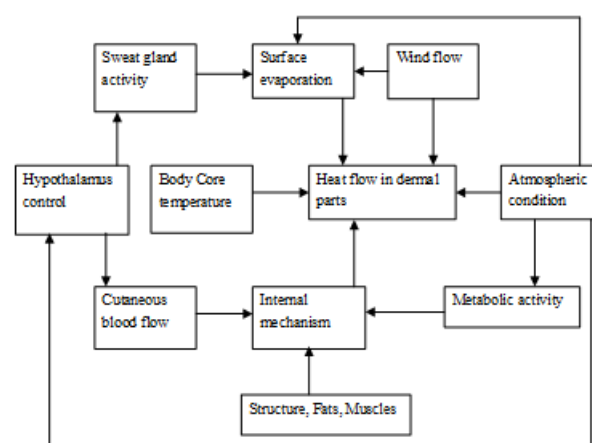 Sweat gland
activity
Surface
evaporation
Wind flow
Hypothalamus
control
Body Core
temperature
Heat flow in dermal
parts
Atmospheric
condition
Cutaneous
blood flow
Internal
mechanism
Metabolic activity
Structure, Fats, Muscles